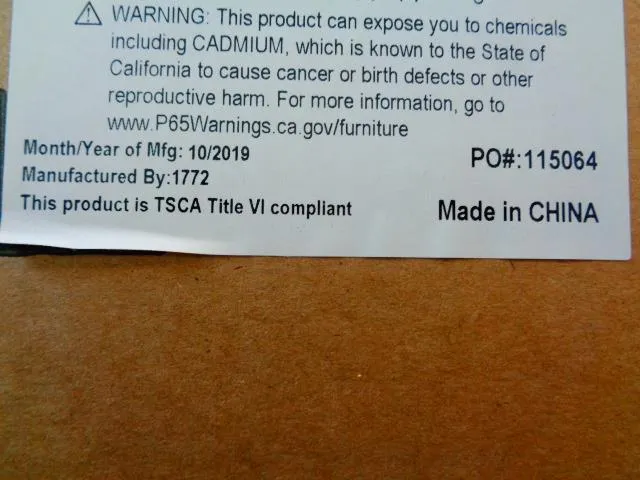 WARNING: This product can expose you to chemicals
including CADMIUM, which is known to the State of
California to cause cancer or birth defects or other
reproductive harm. For more information, go to
www.P65Warnings.ca.gov/furniture
Month/Year of Mfg: 10/2019
PO#:115064
Manufactured By:1772
This product is TSCA Title VI compliant
Made in CHINA